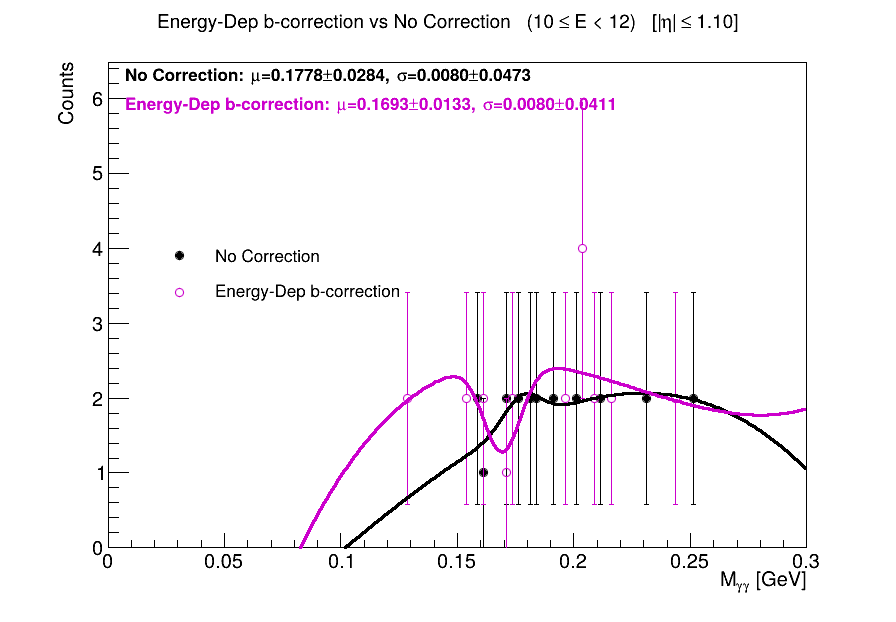 Energy-Dep b-correction vs No Correction (10 ≤ E < 12) [|η| ≤ 1.10]
No Correction: μ=0.1778±0.0284, σ=0.0080±0.0473
Energy-Dep b-correction: μ=0.1693±0.0133, σ=0.0080±0.0411
Counts
6
5
4
3
2
1
0
No Correction
Energy-Dep b-correction
0 0.05 0.1 0.15 0.2 0.25 0.3
Mγγ [GeV]